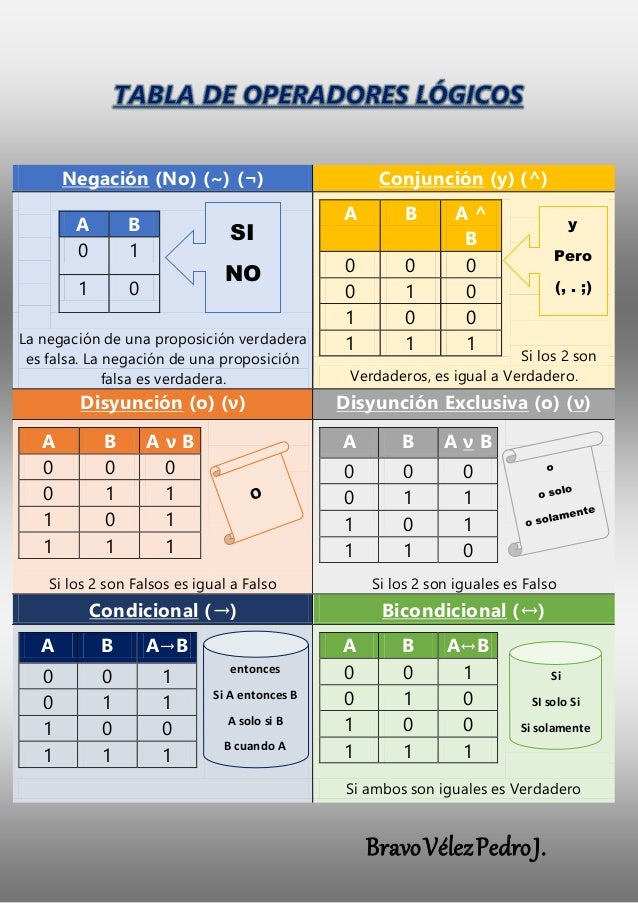 TABLA DE OPERADORES LÓGICOS
Negación (No) (~) (¬)
A B
0 1
1 0
SI
NO
La negación de una proposición verdadera
es falsa. La negación de una proposición
falsa es verdadera.
Conjunción (y) (^)
A B A ^
B
0 0 0
0 1 0
1 0 0
1 1 1
y
Pero
(, . ;)
Si los 2 son
Verdaderos, es igual a Verdadero.
Disyunción (o) (v)
A B A v B
0 0 0
0 1 1
1 0 1
1 1 1
O
Si los 2 son Falsos es igual a Falso
Disyunción Exclusiva (o) (v)
A B A v B
0 0 0
0 1 1
1 0 1
1 1 0
o
o solo
o solamente
Si los 2 son iguales es Falso
Condicional (→)
A B A→B
0 0 1
0 1 1
1 0 0
1 1 1
entonces
Si A entonces B
A solo si B
B cuando A
Bicondicional (↔)
A B A↔B
0 0 1
0 1 0
1 0 0
1 1 1
Si
SI solo Si
Si solamente
Si ambos son iguales es Verdadero
Bravo Vélez Pedro J.